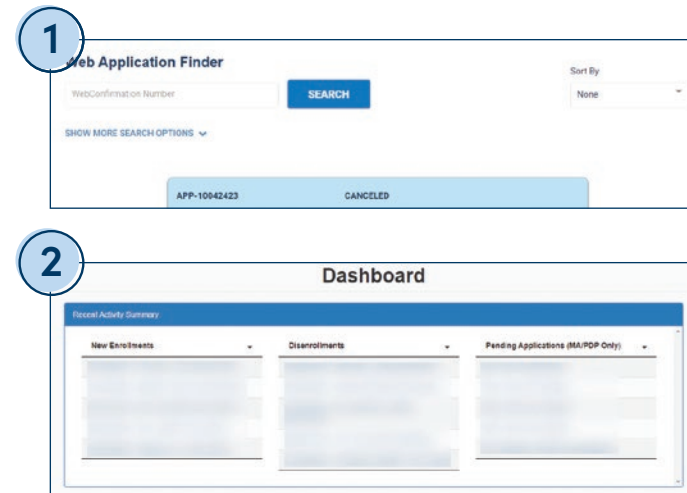 1
Web Application Finder
Sort By
WebConfirmation Number
SEARCH
None
SHOW MORE SEARCH OPTIONS
APP-10042423 CANCELED
2
Dashboard
Recent Activity Summary
New Enrollments Disenrollments Pending Applications (MA/PDP Only)